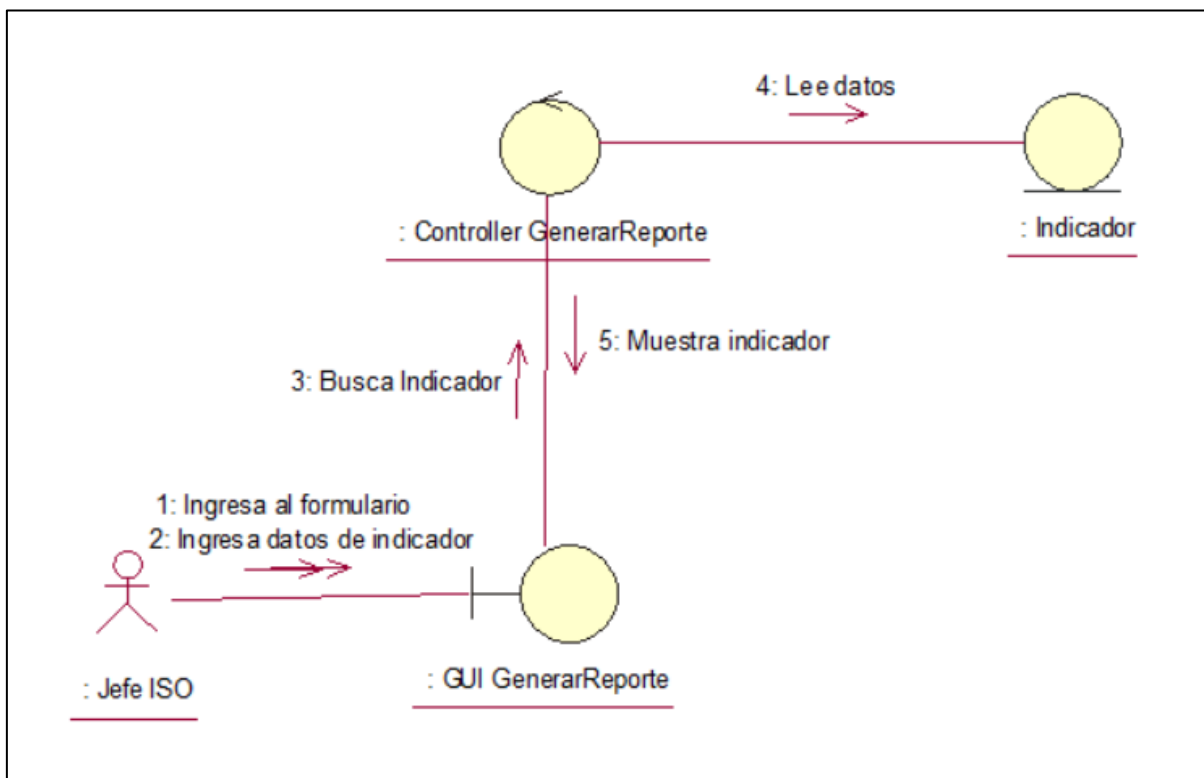 4: Lee datos
: Controller GenerarReporte
: Indicador
5: Muestra indicador
3: Busca Indicador
1: Ingresa al formulario
2: Ingresa datos de indicador
: Jefe ISO
: GUI GenerarReporte